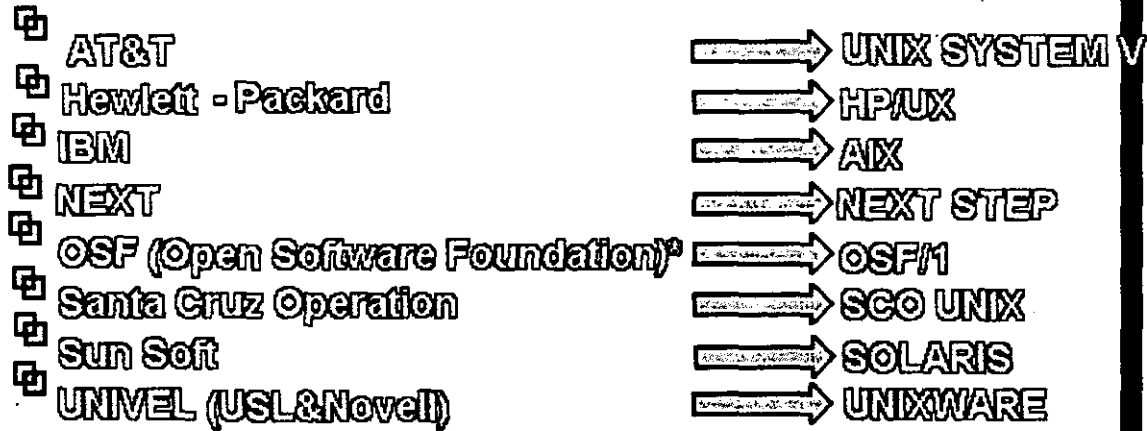 AT&T UNIX SYSTEM V
Hewlett - Packard HP/UX
IBM AIX
NEXT NEXT STEP
OSF (Open Software Foundation)* OSF/1
Santa Cruz Operation SCO UNIX
Sun Soft SOLARIS
UNIVEL (USL&Novell) UNIXWARE